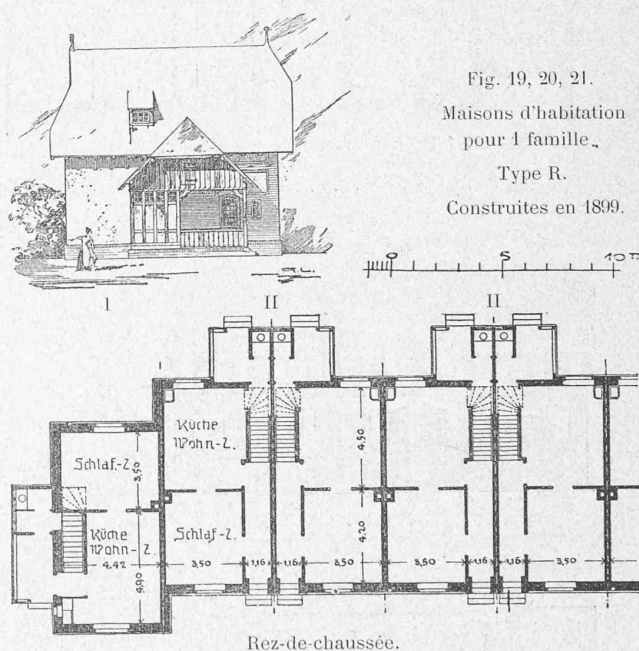 Fig. 19, 20, 21.
Maisons d'habitation
pour 1 famille.
Type R.
Construites en 1899.
0 5 10 m
a.L.
I II II
Küche
Wohn-Z.
4,50
Schlaf.-Z.
3,50
Küche
Wohn-Z.
Schlaf.-Z.
4,20
4,42 3,50 1,16 1,16 3,50 3,50 1,16 1,16 3,50
4,90
Rez-de-chaussée.